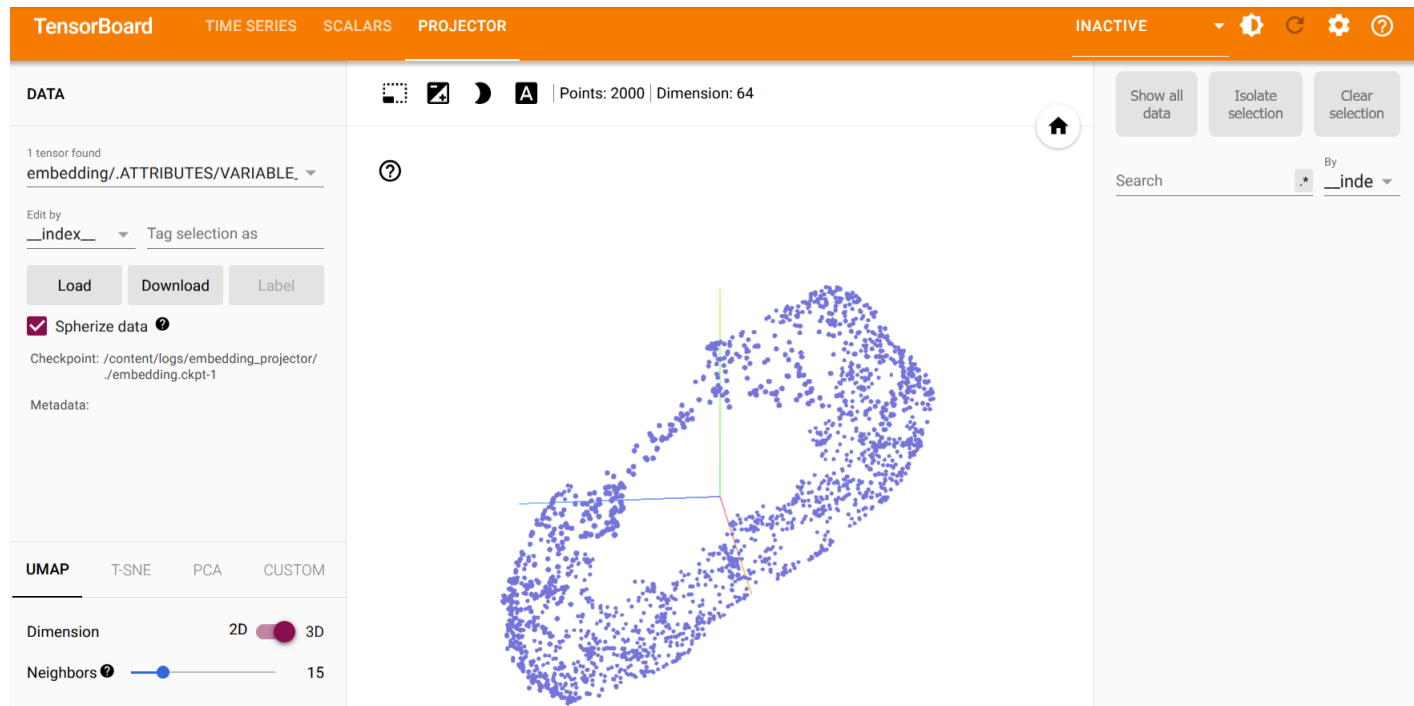 TensorBoard TIME SERIES SCALARS PROJECTOR INACTIVE
DATA
Points: 2000 Dimension: 64
1 tensor found
embedding/.ATTRIBUTES/VARIABLE_
Edit by
__index__ Tag selection as
Load Download Label
Spherize data
Checkpoint: /content/logs/embedding_projector/
./embedding.ckpt-1
Metadata:
UMAP T-SNE PCA CUSTOM
Dimension 2D 3D
Neighbors 15
A
Show all
data
Isolate
selection
Clear
selection
Search .*
By
__inde